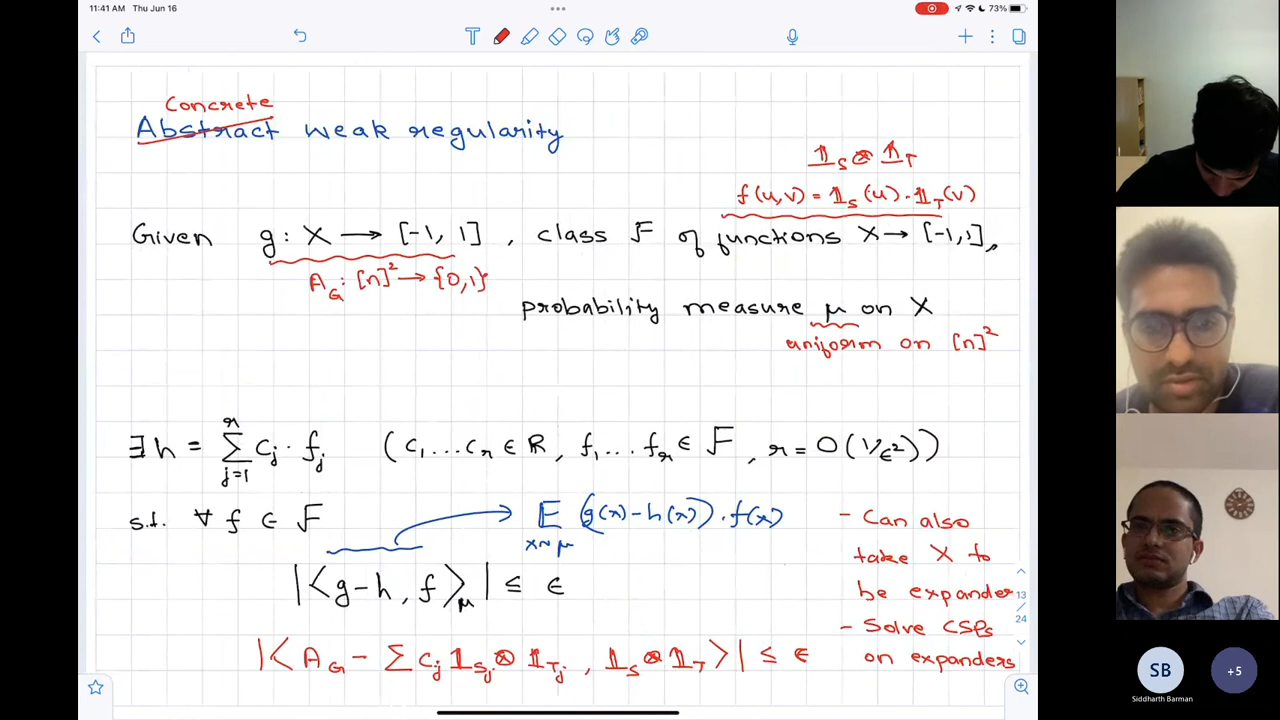 11:41 AM Thu Jun 16
73%
Concrete
Abstract weak regularity
𝟙_S ⊗ 𝟙_T
f(u,v) = 𝟙_S(u) · 𝟙_T(v)
Given g : X → [-1, 1] , class F of functions X → [-1,1],
A_G : [n]² → {0,1}
probability measure μ on X
uniform on [n]²
∃ h = Σ_{j=1}^{r} c_j · f_j (c_1 ... c_r ∈ ℝ , f_1 ... f_r ∈ F , r = O(1/ε²))
s.t. ∀ f ∈ F
E_{x∼μ} (g(x) - h(x)) · f(x)
|⟨g-h , f⟩_μ| ≤ ε
- Can also
take X to
be expander
- Solve CSPs
on expanders
|⟨A_G - Σ c_j 𝟙_{S_j} ⊗ 𝟙_{T_j} , 𝟙_S ⊗ 𝟙_T⟩| ≤ ε
13
/
24
SB
Siddharth Barman
+5